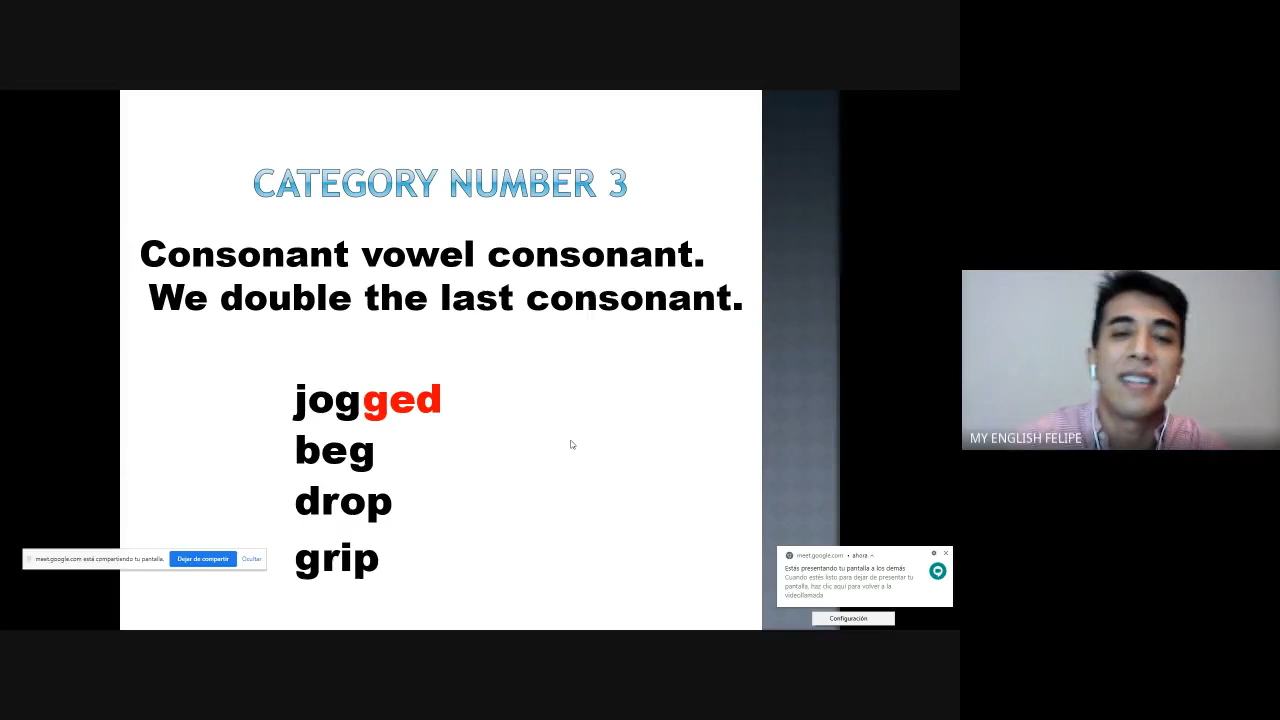 CATEGORY NUMBER 3
Consonant vowel consonant.
We double the last consonant.
jogged
beg
drop
grip
meet.google.com está compartiendo tu pantalla.
Dejar de compartir
Ocultar
meet.google.com • ahora
Estás presentando tu pantalla a los demás
Cuando estés listo para dejar de presentar tu
pantalla, haz clic aquí para volver a la
videollamada
Configuración
MY ENGLISH FELIPE